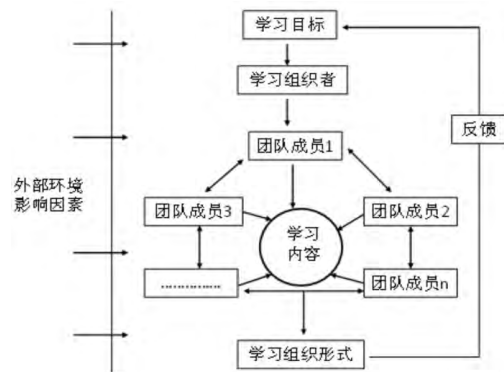 学习目标
学习组织者
反馈
团队成员1
外部环境
影响因素
团队成员3
团队成员2
学习
内容
……………
团队成员n
学习组织形式